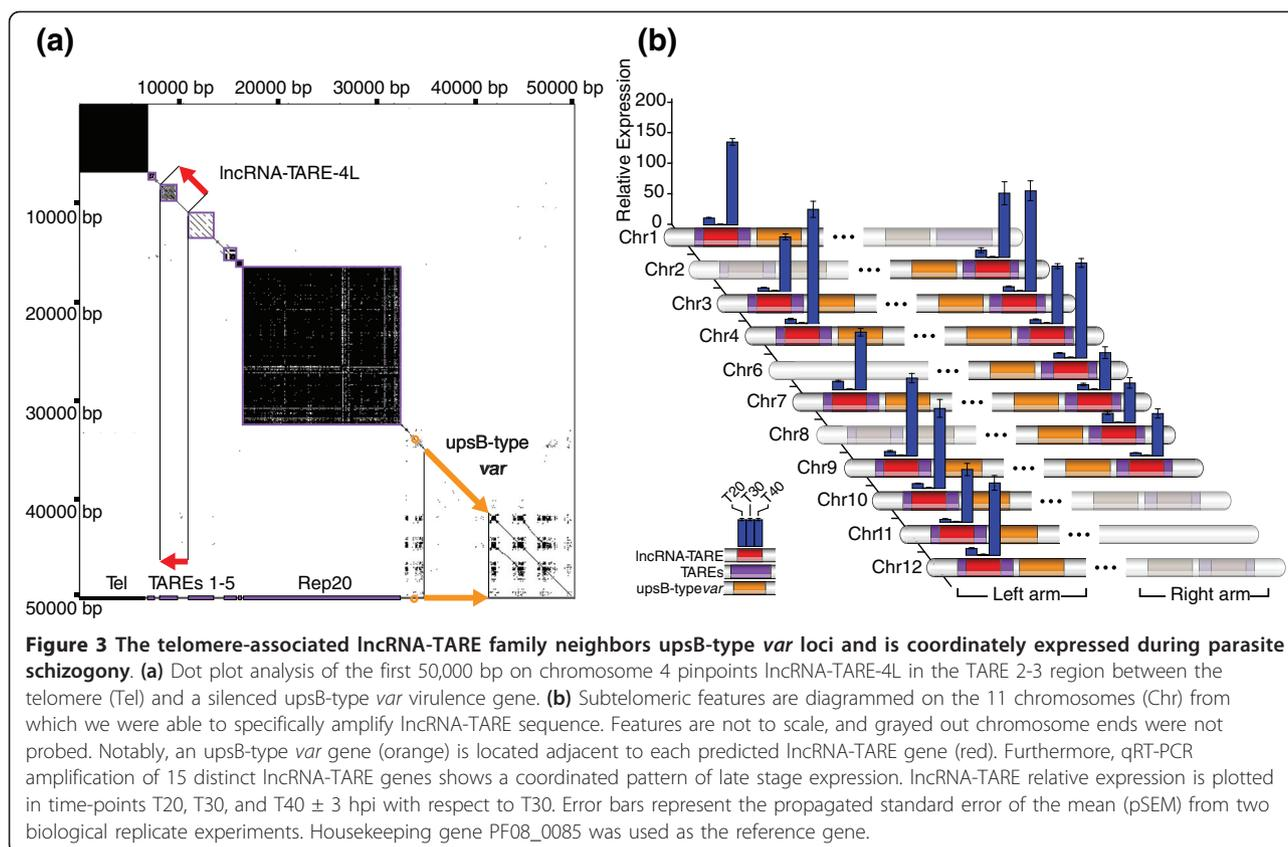 (a)
10000 bp 20000 bp 30000 bp 40000 bp 50000 bp
lncRNA-TARE-4L
10000 bp
20000 bp
30000 bp
upsB-type
var
40000 bp
Tel TAREs 1-5 Rep20
50000 bp
(b)
Relative Expression
200
150
100
50
0
Chr1
Chr2
Chr3
Chr4
Chr6
Chr7
Chr8
Chr9
Chr10
Chr11
Chr12
T20 T30 T40
lncRNA-TARE
TAREs
upsB-typevar
Left arm Right arm
Figure 3 The telomere-associated lncRNA-TARE family neighbors upsB-type var loci and is coordinately expressed during parasite
schizogony. (a) Dot plot analysis of the first 50,000 bp on chromosome 4 pinpoints lncRNA-TARE-4L in the TARE 2-3 region between the
telomere (Tel) and a silenced upsB-type var virulence gene. (b) Subtelomeric features are diagrammed on the 11 chromosomes (Chr) from
which we were able to specifically amplify lncRNA-TARE sequence. Features are not to scale, and grayed out chromosome ends were not
probed. Notably, an upsB-type var gene (orange) is located adjacent to each predicted lncRNA-TARE gene (red). Furthermore, qRT-PCR
amplification of 15 distinct lncRNA-TARE genes shows a coordinated pattern of late stage expression. lncRNA-TARE relative expression is plotted
in time-points T20, T30, and T40 ± 3 hpi with respect to T30. Error bars represent the propagated standard error of the mean (pSEM) from two
biological replicate experiments. Housekeeping gene PF08_0085 was used as the reference gene.